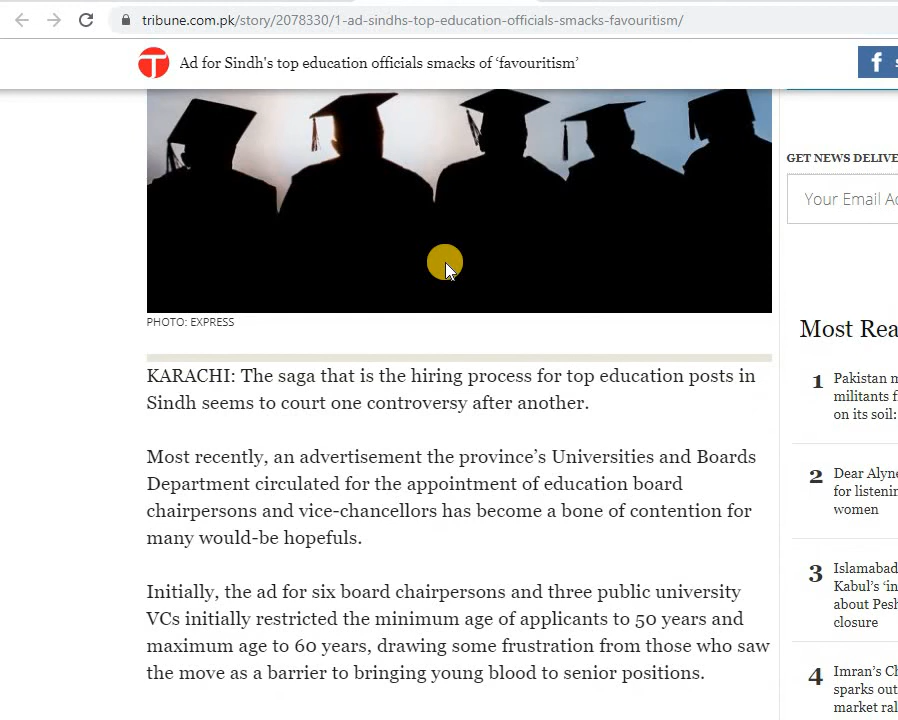 tribune.com.pk/story/2078330/1-ad-sindhs-top-education-officials-smacks-favouritism/
Ad for Sindh's top education officials smacks of ‘favouritism’
GET NEWS DELIVE
Your Email Ad
PHOTO: EXPRESS
KARACHI: The saga that is the hiring process for top education posts in
Sindh seems to court one controversy after another.
Most recently, an advertisement the province’s Universities and Boards
Department circulated for the appointment of education board
chairpersons and vice-chancellors has become a bone of contention for
many would-be hopefuls.
Initially, the ad for six board chairpersons and three public university
VCs initially restricted the minimum age of applicants to 50 years and
maximum age to 60 years, drawing some frustration from those who saw
the move as a barrier to bringing young blood to senior positions.
Most Rea
1 Pakistan
militants
on its soil:
2 Dear
for
women
3 Islamabad
Kabul’s
about
closure
4 Imran’s
sparks out
market